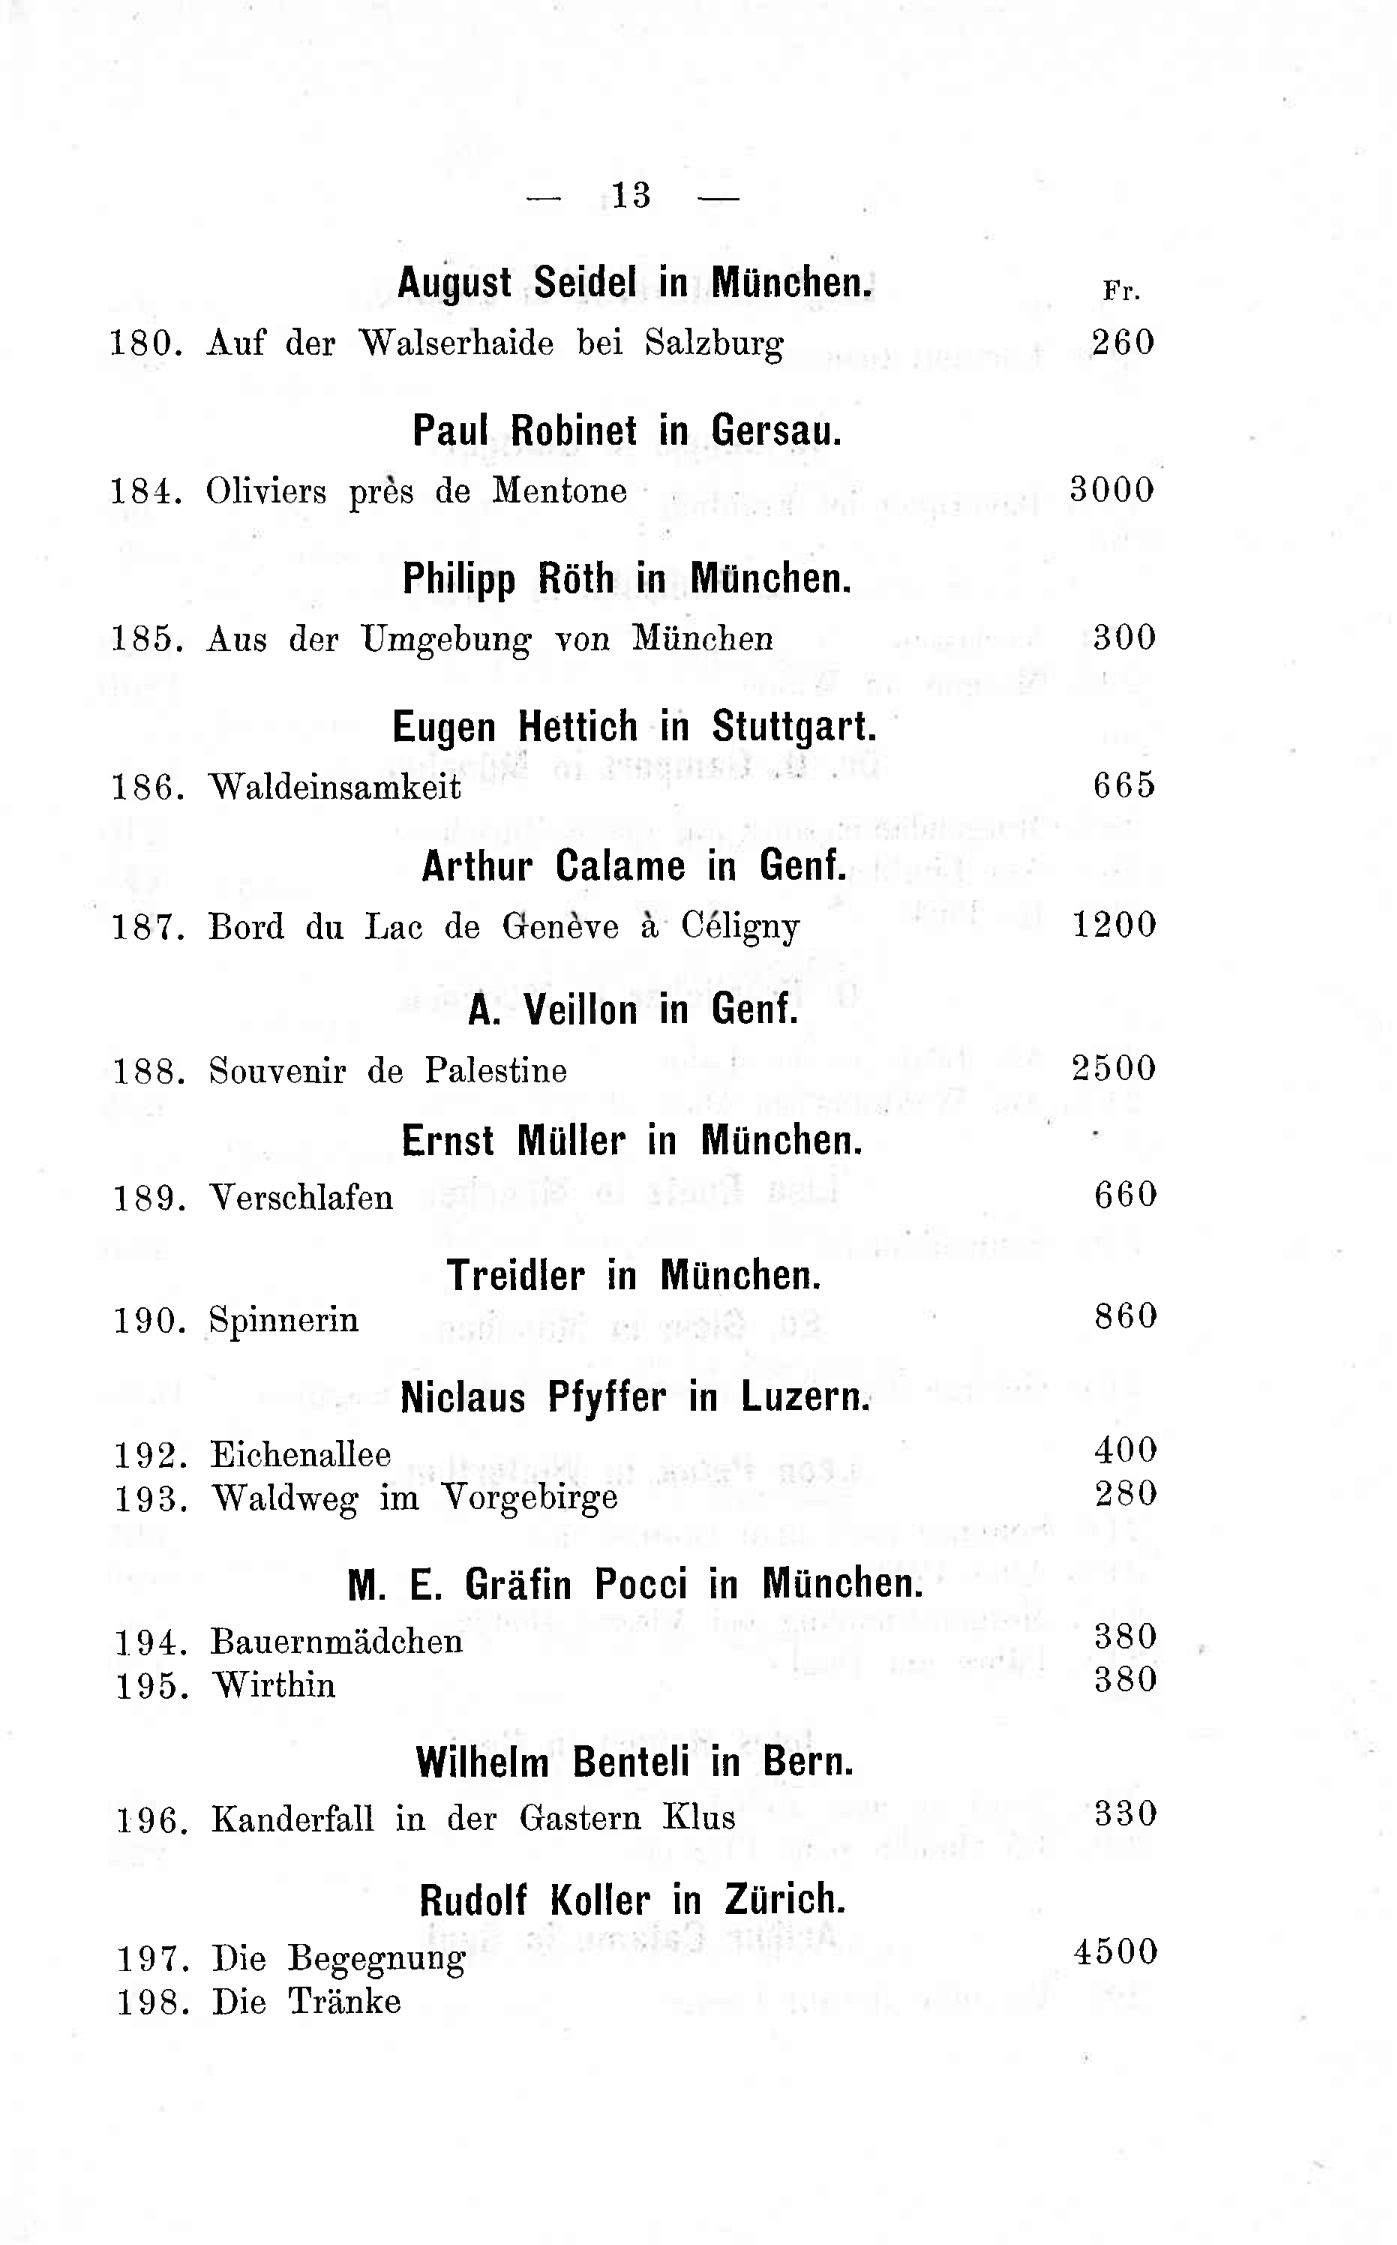 — 13 —
August Seidel in München. Fr.
180. Auf der Walserhaide bei Salzburg 260
Paul Robinet in Gersau.
184. Oliviers près de Mentone 3000
Philipp Röth in München.
185. Aus der Umgebung von München 300
Eugen Hettich in Stuttgart.
186. Waldeinsamkeit 665
Arthur Calame in Genf.
187. Bord du Lac de Genève à Céligny 1200
A. Veillon in Genf.
188. Souvenir de Palestine 2500
Ernst Müller in München.
189. Verschlafen 660
Treidler in München.
190. Spinnerin 860
Niclaus Pfyffer in Luzern.
192. Eichenallee 400
193. Waldweg im Vorgebirge 280
M. E. Gräfin Pocci in München.
194. Bauernmädchen 380
195. Wirthin 380
Wilhelm Benteli in Bern.
196. Kanderfall in der Gastern Klus 330
Rudolf Koller in Zürich.
197. Die Begegnung 4500
198. Die Tränke